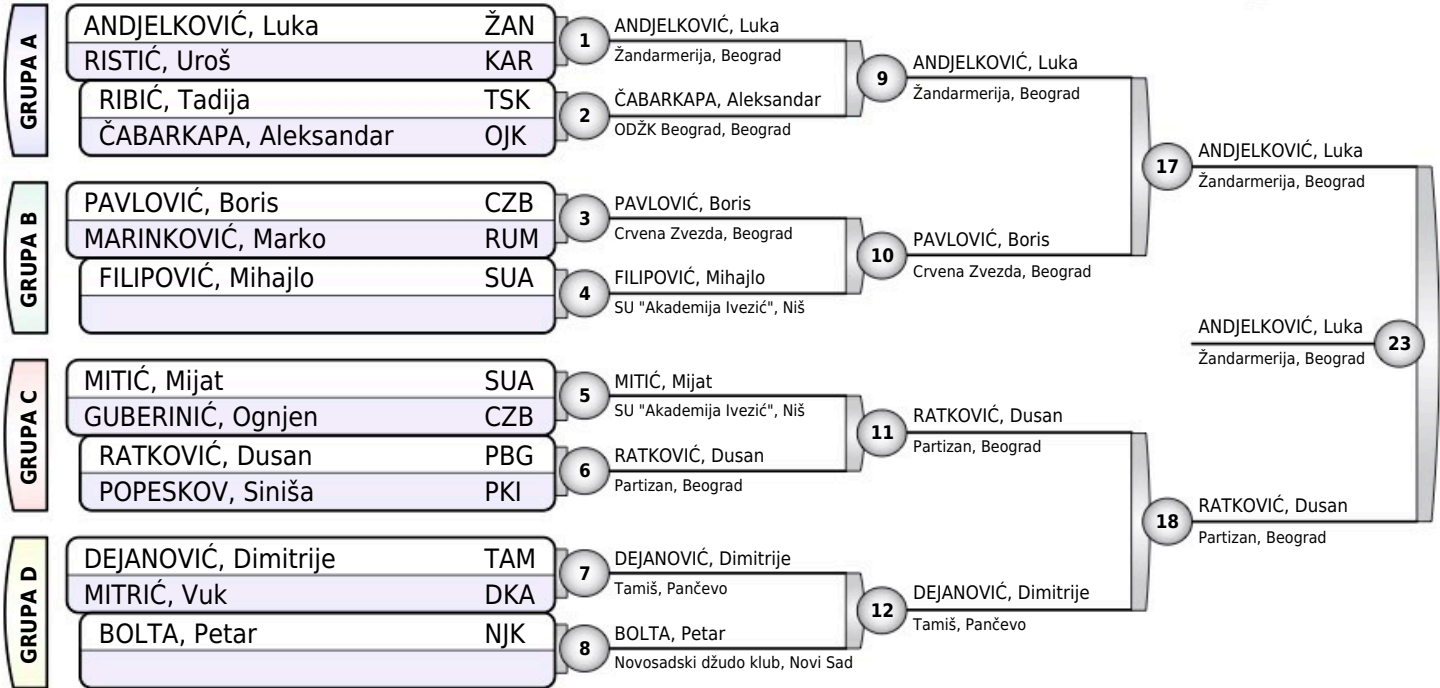 GRUPA A
ANDJELKOVIĆ, Luka ŽAN
RISTIĆ, Uroš KAR
RIBIĆ, Tadija TSK
ČABARKAPA, Aleksandar OJK
GRUPA B
PAVLOVIĆ, Boris CZB
MARINKOVIĆ, Marko RUM
FILIPOVIĆ, Mihajlo SUA
GRUPA C
MITIĆ, Mijat SUA
GUBERINIĆ, Ognjen CZB
RATKOVIĆ, Dusan PBG
POPESKOV, Siniša PKI
GRUPA D
DEJANOVIĆ, Dimitrije TAM
MITRIĆ, Vuk DKA
BOLTA, Petar NJK
1
ANDJELKOVIĆ, Luka
Žandarmerija, Beograd
2
ČABARKAPA, Aleksandar
ODŽK Beograd, Beograd
3
PAVLOVIĆ, Boris
Crvena Zvezda, Beograd
4
FILIPOVIĆ, Mihajlo
SU "Akademija Ivezić", Niš
5
MITIĆ, Mijat
SU "Akademija Ivezić", Niš
6
RATKOVIĆ, Dusan
Partizan, Beograd
7
DEJANOVIĆ, Dimitrije
Tamiš, Pančevo
8
BOLTA, Petar
Novosadski džudo klub, Novi Sad
9
ANDJELKOVIĆ, Luka
Žandarmerija, Beograd
10
PAVLOVIĆ, Boris
Crvena Zvezda, Beograd
11
RATKOVIĆ, Dusan
Partizan, Beograd
12
DEJANOVIĆ, Dimitrije
Tamiš, Pančevo
17
ANDJELKOVIĆ, Luka
Žandarmerija, Beograd
18
RATKOVIĆ, Dusan
Partizan, Beograd
ANDJELKOVIĆ, Luka
Žandarmerija, Beograd
23